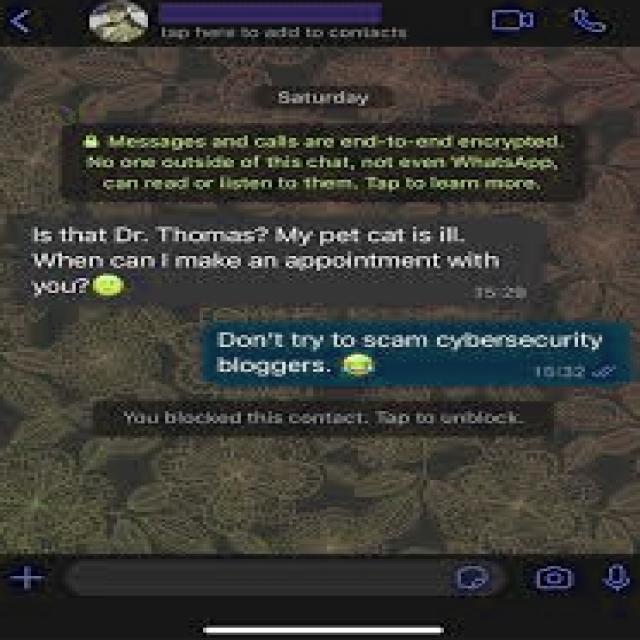 tap here to add to contacts
Saturday
Messages and calls are end-to-end encrypted.
No one outside of this chat, not even WhatsApp,
can read or listen to them. Tap to learn more.
Is that Dr. Thomas? My pet cat is ill.
When can I make an appointment with
you?
15:29
Don't try to scam cybersecurity
bloggers. 😂
15:32
You blocked this contact. Tap to unblock.